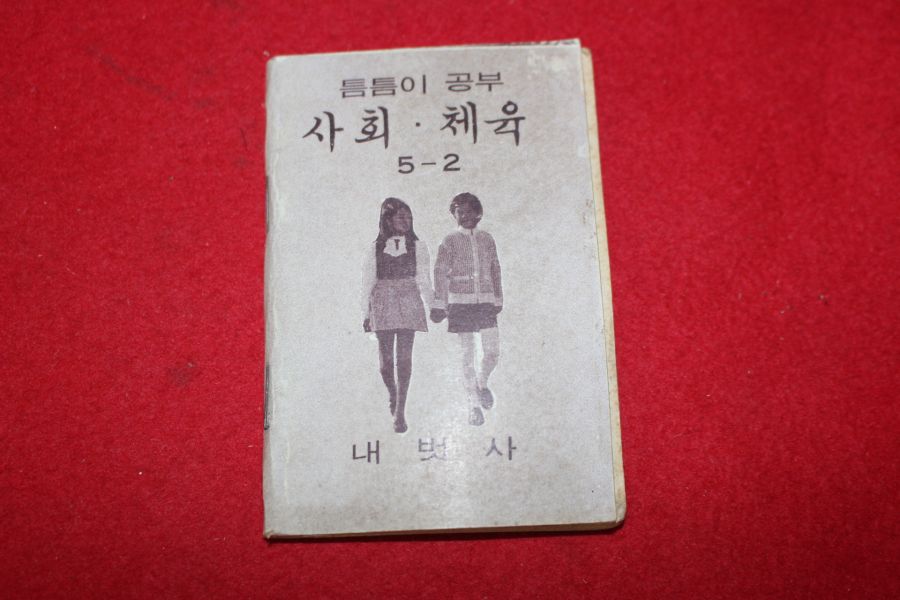 틈틈이 공부
사회 · 체육
5-2
내 벗 사